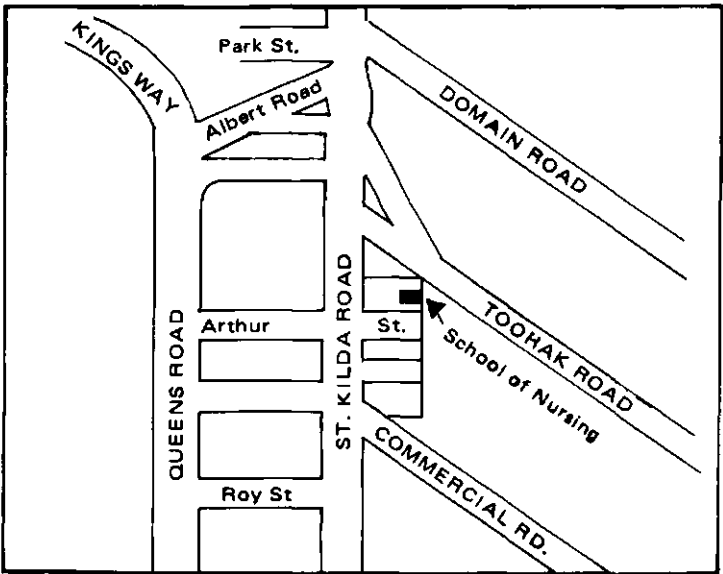 KINGS WAY
Park St.
Albert Road
DOMAIN ROAD
QUEENS ROAD
ST. KILDA ROAD
Arthur St.
TOORAK ROAD
School of Nursing
COMMERCIAL RD.
Roy St